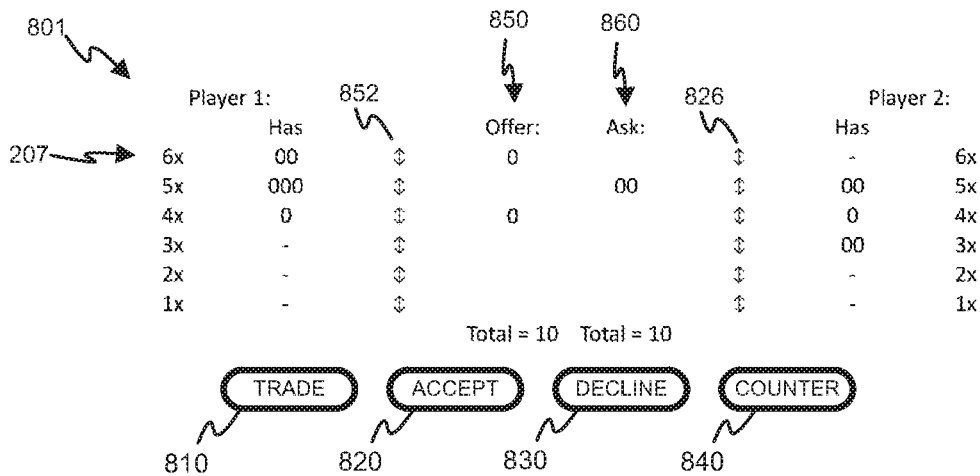 801
850 860
Player 1: 852 826 Player 2:
Has Offer: Ask: Has
207 6x 00 ↕ 0 ↕ - 6x
5x 000 ↕ 00 ↕ 00 5x
4x 0 ↕ 0 ↕ 0 4x
3x - ↕ ↕ 00 3x
2x - ↕ ↕ - 2x
1x - ↕ ↕ - 1x
Total = 10 Total = 10
TRADE ACCEPT DECLINE COUNTER
810 820 830 840